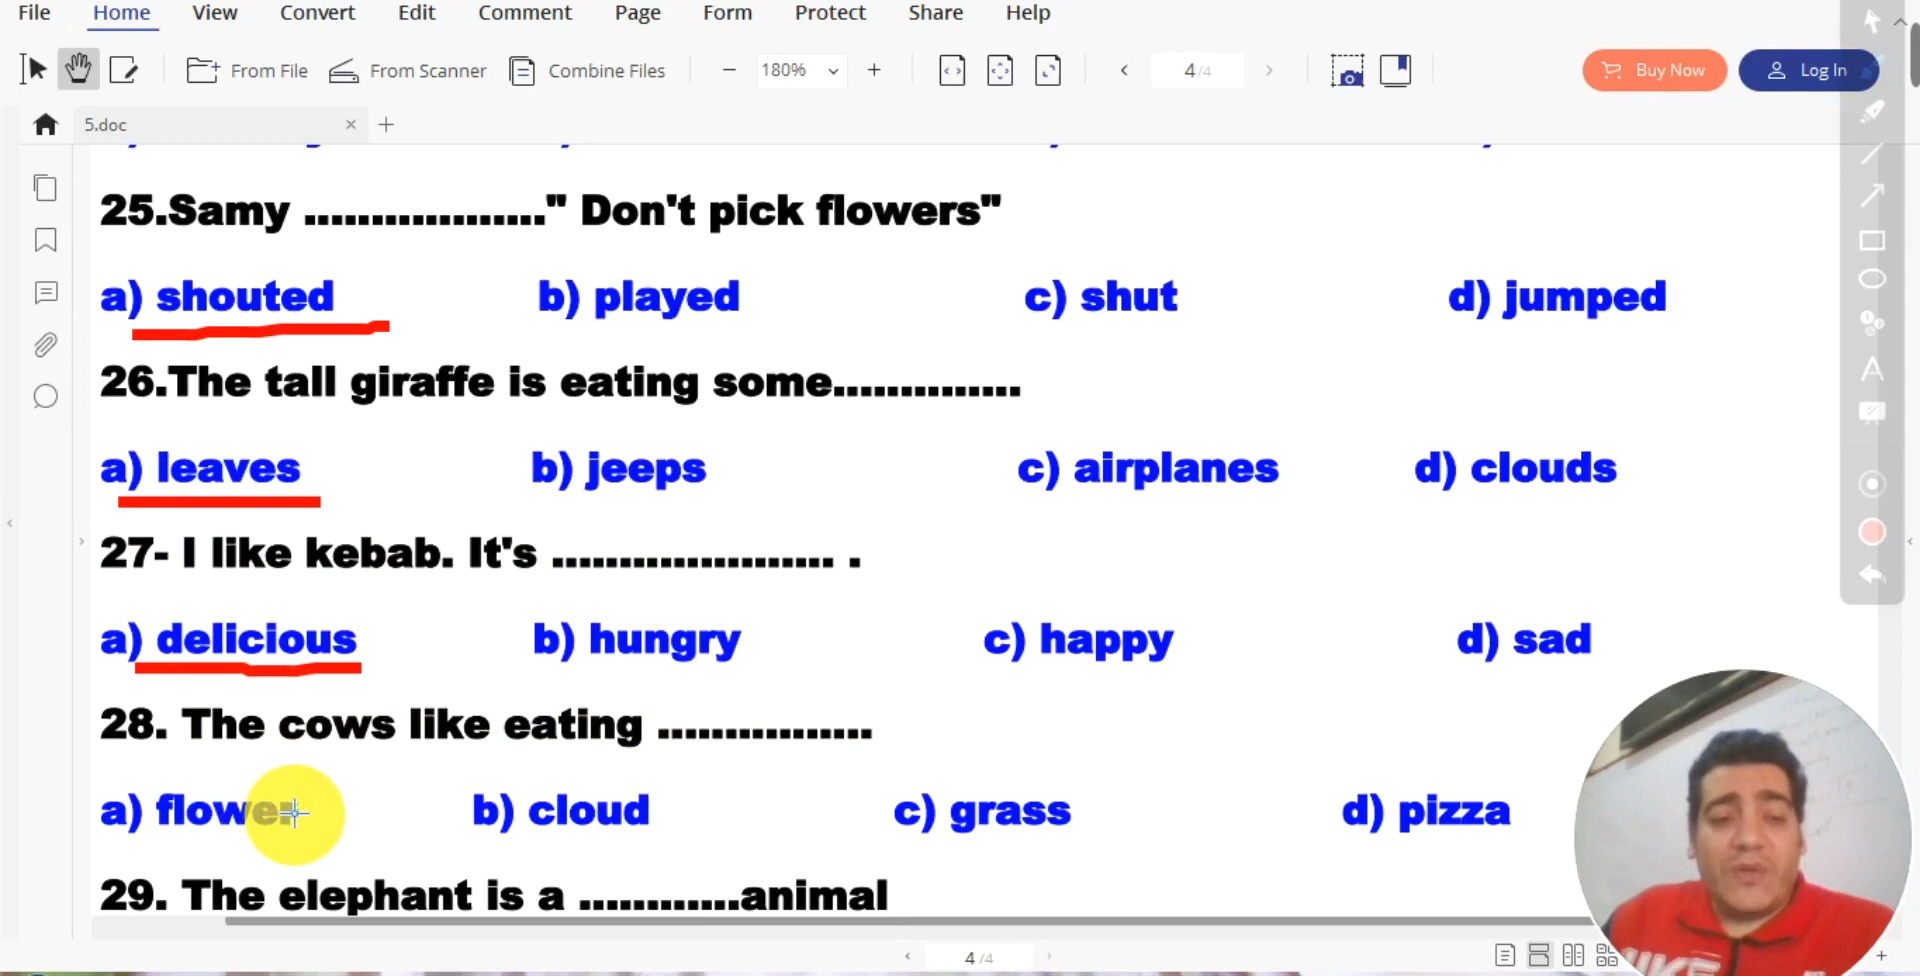 File Home View Convert Edit Comment Page Form Protect Share Help
From File From Scanner Combine Files 180% 4 /4 Buy Now Log In
5.doc
25.Samy .................." Don't pick flowers"
a) shouted b) played c) shut d) jumped
26.The tall giraffe is eating some..............
a) leaves b) jeeps c) airplanes d) clouds
27- I like kebab. It's ..................... .
a) delicious b) hungry c) happy d) sad
28. The cows like eating ................
a) flower b) cloud c) grass d) pizza
29. The elephant is a ............animal
4 /4